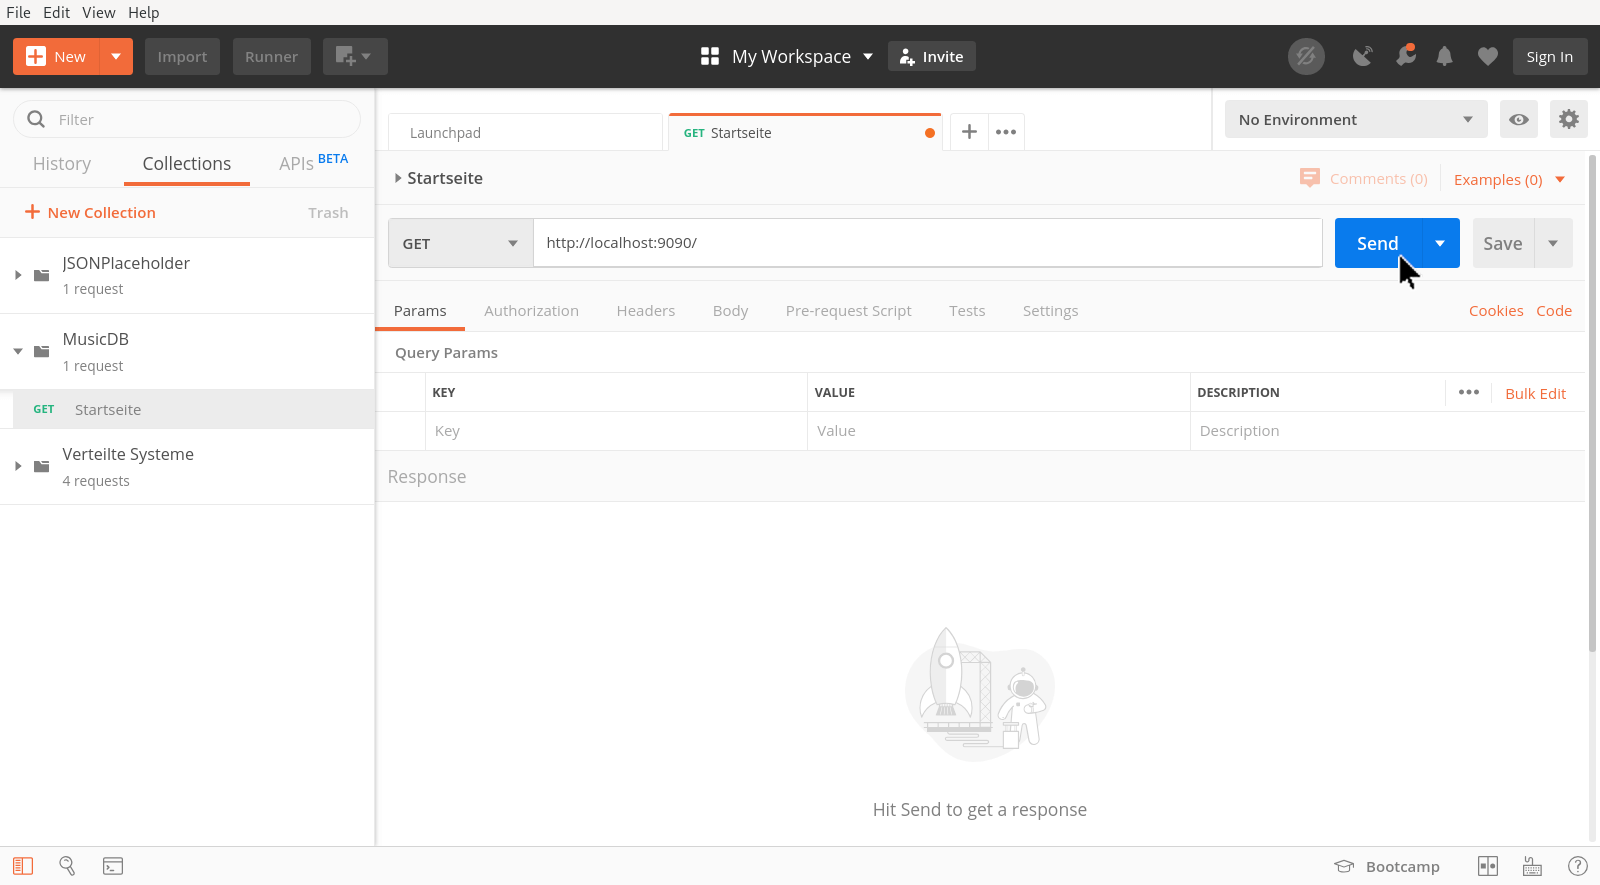 File Edit View Help
New Import Runner My Workspace Invite Sign In
Filter
History Collections APIs BETA
New Collection Trash
JSONPlaceholder
1 request
MusicDB
1 request
GET Startseite
Verteilte Systeme
4 requests
Launchpad GET Startseite No Environment
Startseite Comments (0) Examples (0)
GET http://localhost:9090/ Send Save
Params Authorization Headers Body Pre-request Script Tests Settings Cookies Code
Query Params
KEY VALUE DESCRIPTION Bulk Edit
Key Value Description
Response
Hit Send to get a response
Bootcamp